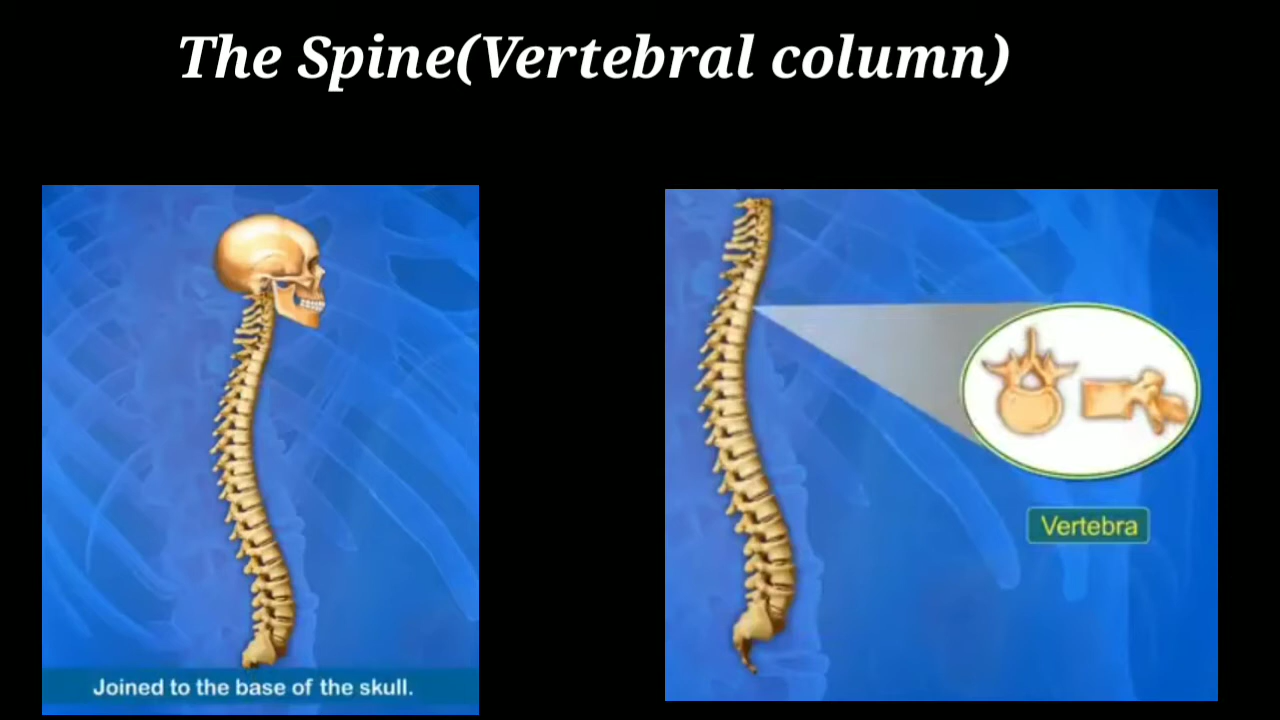 The Spine(Vertebral column)
Joined to the base of the skull.
Vertebra